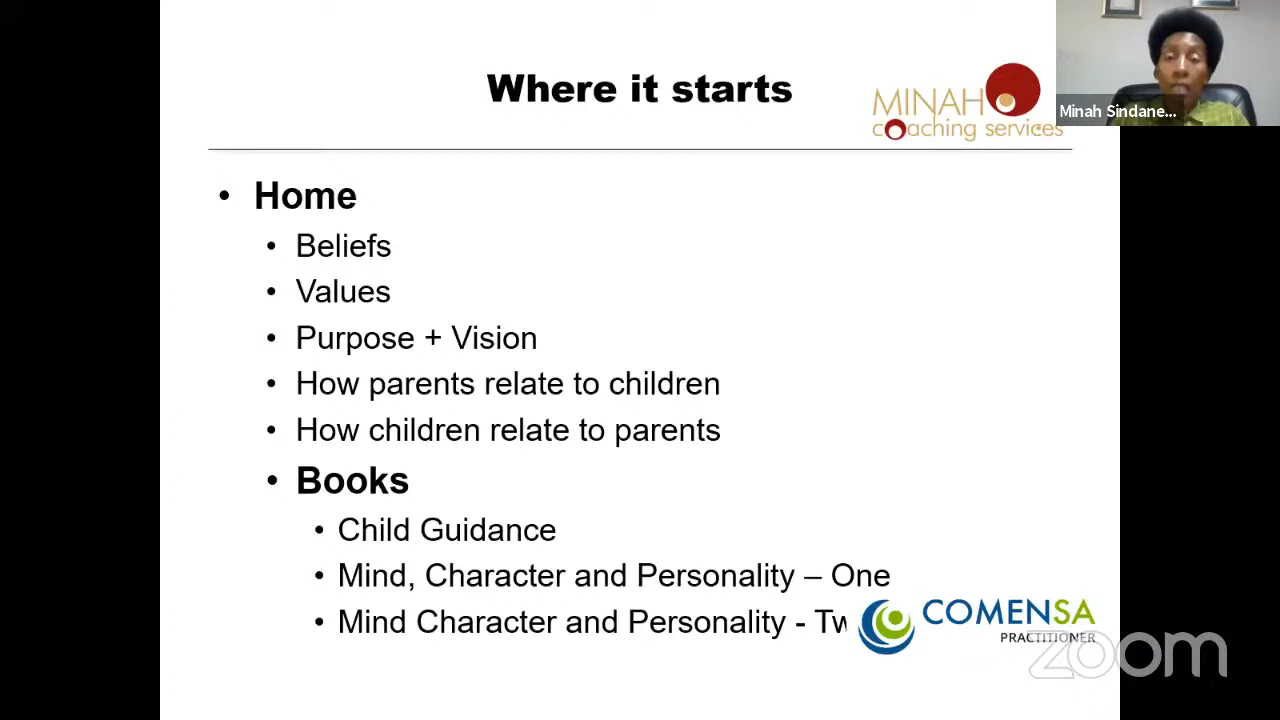 Where it starts
MINAH
coaching services
Minah Sindane...
• Home
• Beliefs
• Values
• Purpose + Vision
• How parents relate to children
• How children relate to parents
• Books
• Child Guidance
• Mind, Character and Personality – One
• Mind Character and Personality - Tw
COMENSA
PRACTITIONER
zoom